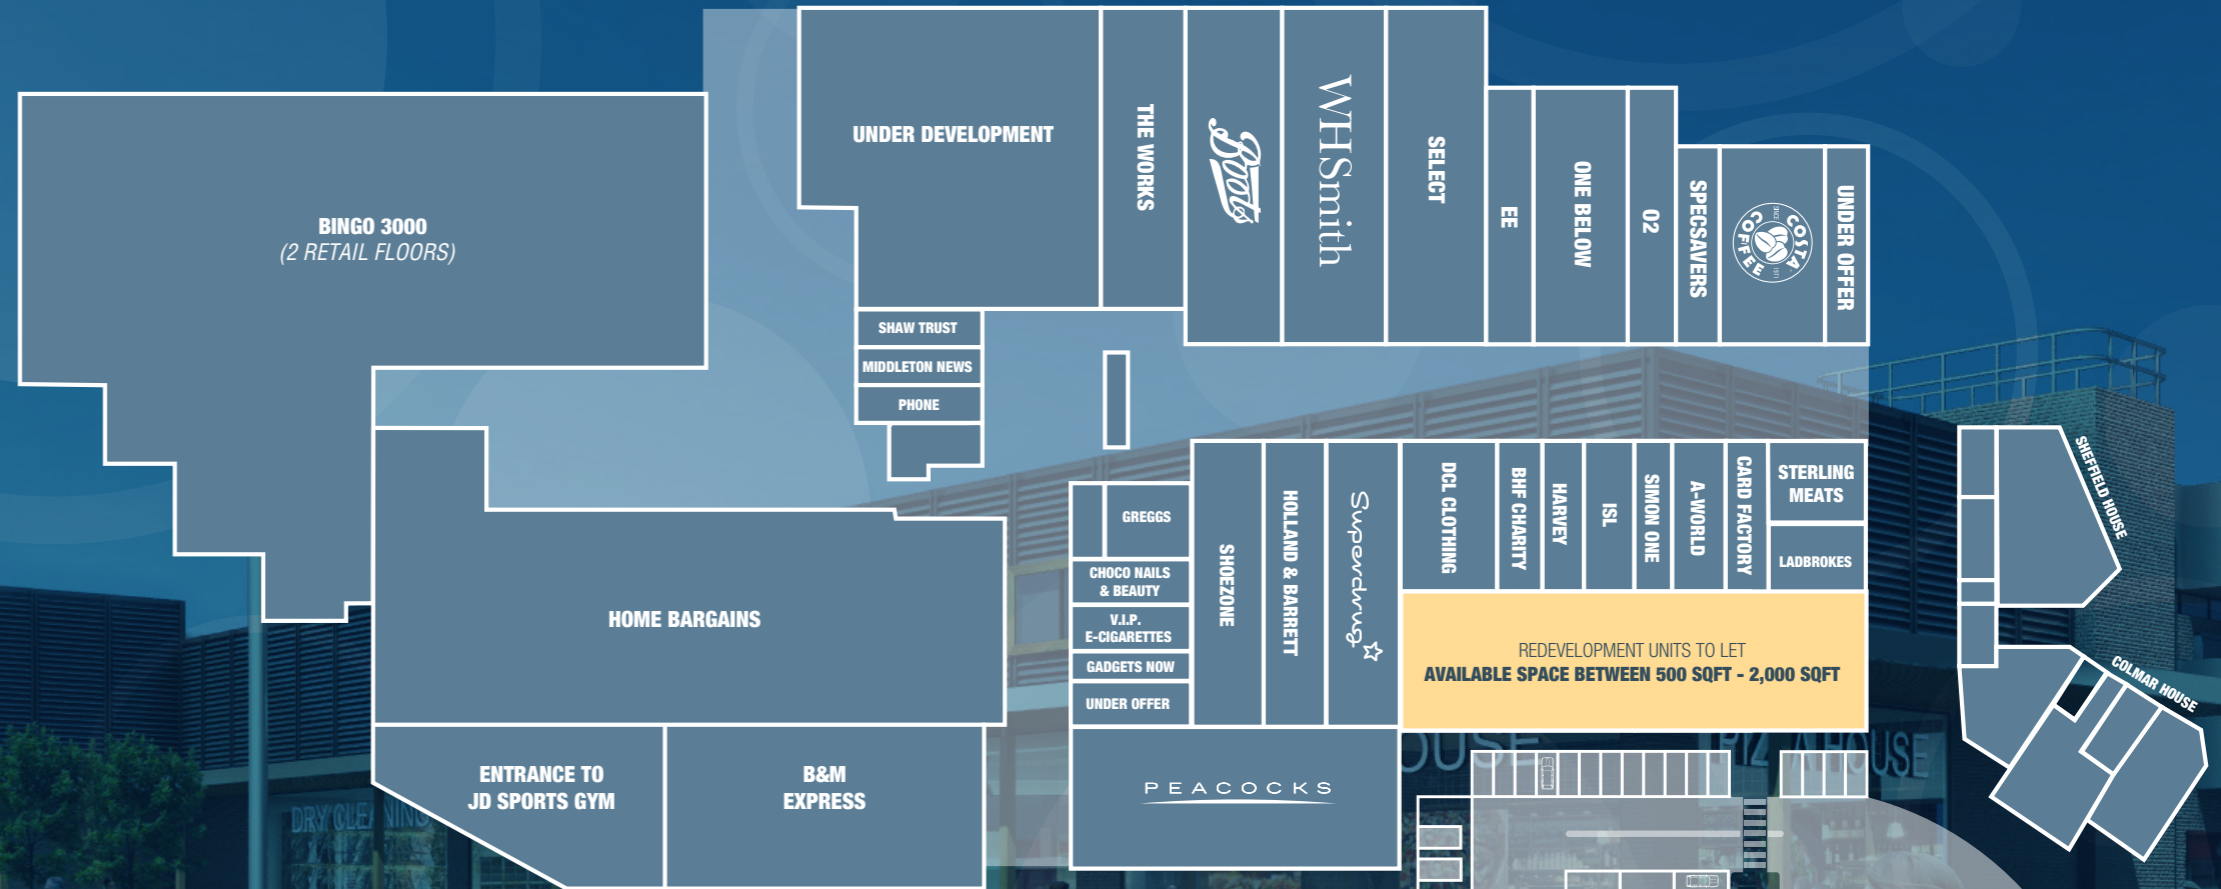 BINGO 3000
(2 RETAIL FLOORS)
UNDER DEVELOPMENT
THE WORKS
Boots
WHSmith
SELECT
EE
ONE BELOW
02
SPECSAVERS
COSTA
COFFEE
UNDER OFFER
SHAW TRUST
MIDDLETON NEWS
PHONE
HOME BARGAINS
ENTRANCE TO
JD SPORTS GYM
B&M
EXPRESS
GREGGS
CHOCO NAILS
& BEAUTY
V.I.P.
E-CIGARETTES
GADGETS NOW
UNDER OFFER
SHOEZONE
HOLLAND & BARRETT
Superdrug
DCL CLOTHING
BHF CHARITY
HARVEY
ISL
SIMON ONE
A-WORLD
CARD FACTORY
STERLING
MEATS
LADBROKES
REDEVELOPMENT UNITS TO LET
AVAILABLE SPACE BETWEEN 500 SQFT - 2,000 SQFT
PEACOCKS
SHEFFIELD HOUSE
COLMAR HOUSE
DRY CLEANING